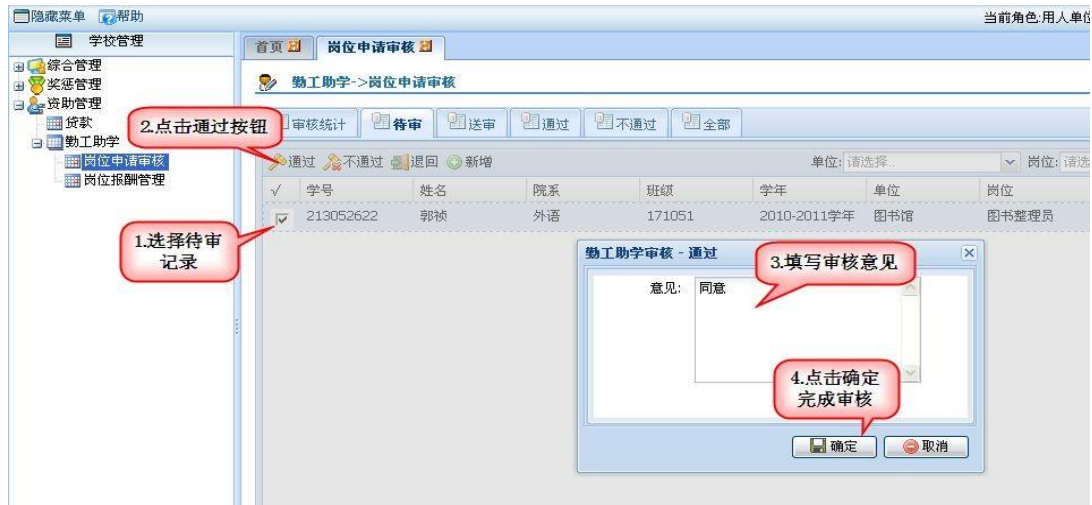 隐藏菜单 帮助 当前角色:用人单位
学校管理
首页 岗位申请审核
综合管理
奖惩管理
资助管理
贷款
勤工助学
岗位申请审核
岗位报酬管理
勤工助学->岗位申请审核
2.点击通过按钮
审核统计 待审 送审 通过 不通过 全部
通过 不通过 退回 新增 单位: 请选择.. 岗位: 请选
√ 学号 姓名 院系 班级 学年 单位 岗位
213052622 郭祯 外语 171051 2010-2011学年 图书馆 图书整理员
1.选择待审
记录
勤工助学审核 - 通过
3.填写审核意见
意见: 同意
4.点击确定
完成审核
确定 取消